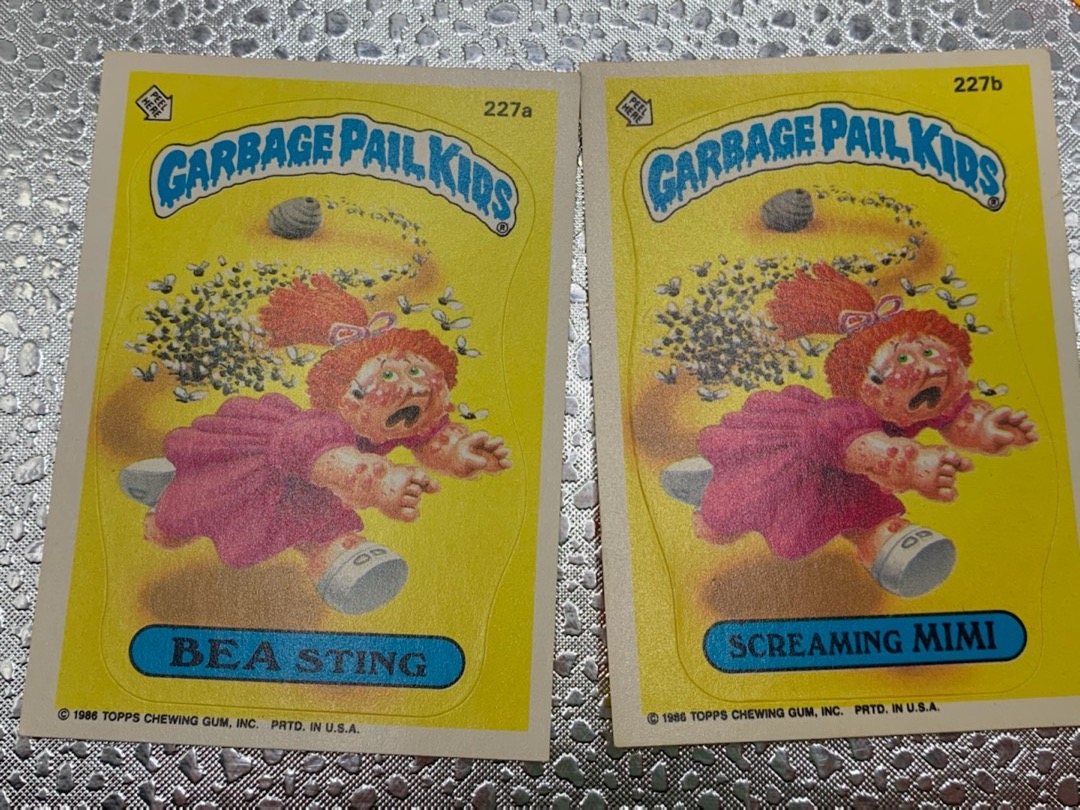 PEEL HERE
227a
GARBAGE PAIL KIDS®
BEA STING
© 1986 TOPPS CHEWING GUM, INC. PRTD. IN U.S.A.
PEEL HERE
227b
GARBAGE PAIL KIDS®
SCREAMING MIMI
© 1986 TOPPS CHEWING GUM, INC. PRTD. IN U.S.A.